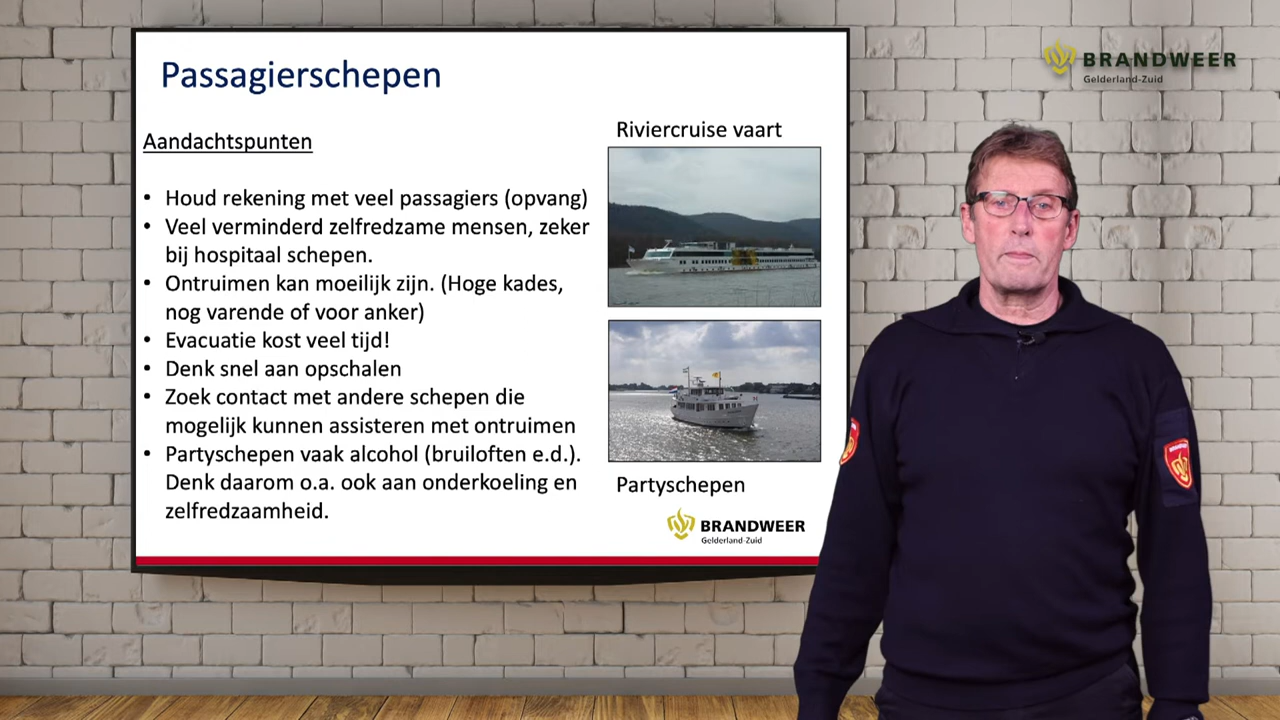 Passagierschepen
Aandachtspunten
• Houd rekening met veel passagiers (opvang)
• Veel verminderd zelfredzame mensen, zeker
bij hospitaal schepen.
• Ontruimen kan moeilijk zijn. (Hoge kades,
nog varende of voor anker)
• Evacuatie kost veel tijd!
• Denk snel aan opschalen
• Zoek contact met andere schepen die
mogelijk kunnen assisteren met ontruimen
• Partyschepen vaak alcohol (bruiloften e.d.).
Denk daarom o.a. ook aan onderkoeling en
zelfredzaamheid.
Riviercruise vaart
Partyschepen
BRANDWEER
Gelderland-Zuid
BRANDWEER
Gelderland-Zuid